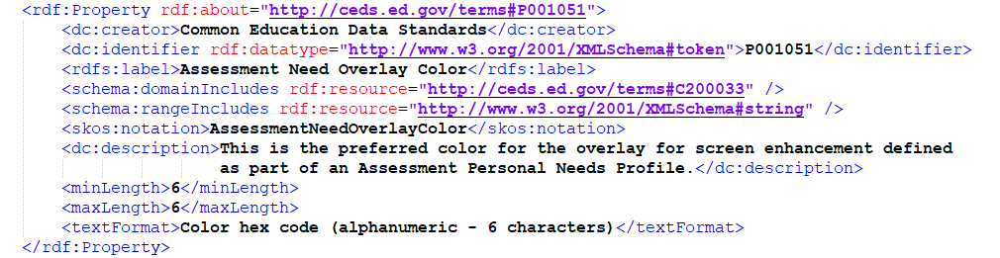 <rdf:Property rdf:about="http://ceds.ed.gov/terms#P001051">
<dc:creator>Common Education Data Standards</dc:creator>
<dc:identifier rdf:datatype="http://www.w3.org/2001/XMLSchema#token">P001051</dc:identifier>
<rdfs:label>Assessment Need Overlay Color</rdfs:label>
<schema:domainIncludes rdf:resource="http://ceds.ed.gov/terms#C200033" />
<schema:rangeIncludes rdf:resource="http://www.w3.org/2001/XMLSchema#string" />
<skos:notation>AssessmentNeedOverlayColor</skos:notation>
<dc:description>This is the preferred color for the overlay for screen enhancement defined
as part of an Assessment Personal Needs Profile.</dc:description>
<minLength>6</minLength>
<maxLength>6</maxLength>
<textFormat>Color hex code (alphanumeric - 6 characters)</textFormat>
</rdf:Property>